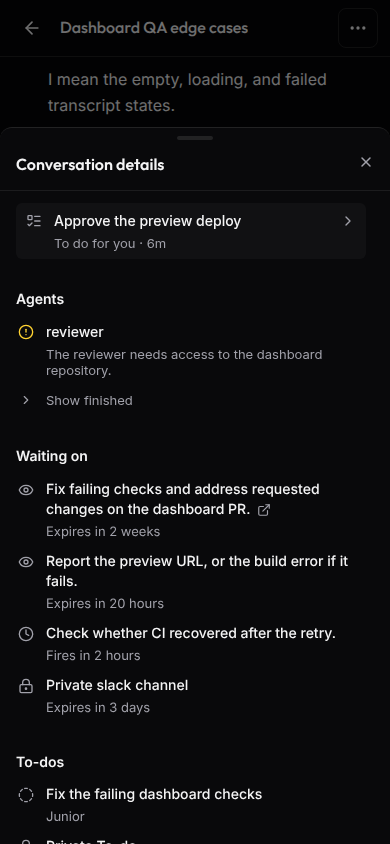 Dashboard QA edge cases
I mean the empty, loading, and failed
transcript states.
Conversation details
Approve the preview deploy
To do for you · 6m
Agents
reviewer
The reviewer needs access to the dashboard
repository.
Show finished
Waiting on
Fix failing checks and address requested
changes on the dashboard PR.
Expires in 2 weeks
Report the preview URL, or the build error if it
fails.
Expires in 20 hours
Check whether CI recovered after the retry.
Fires in 2 hours
Private slack channel
Expires in 3 days
To-dos
Fix the failing dashboard checks
Junior
Private To-do